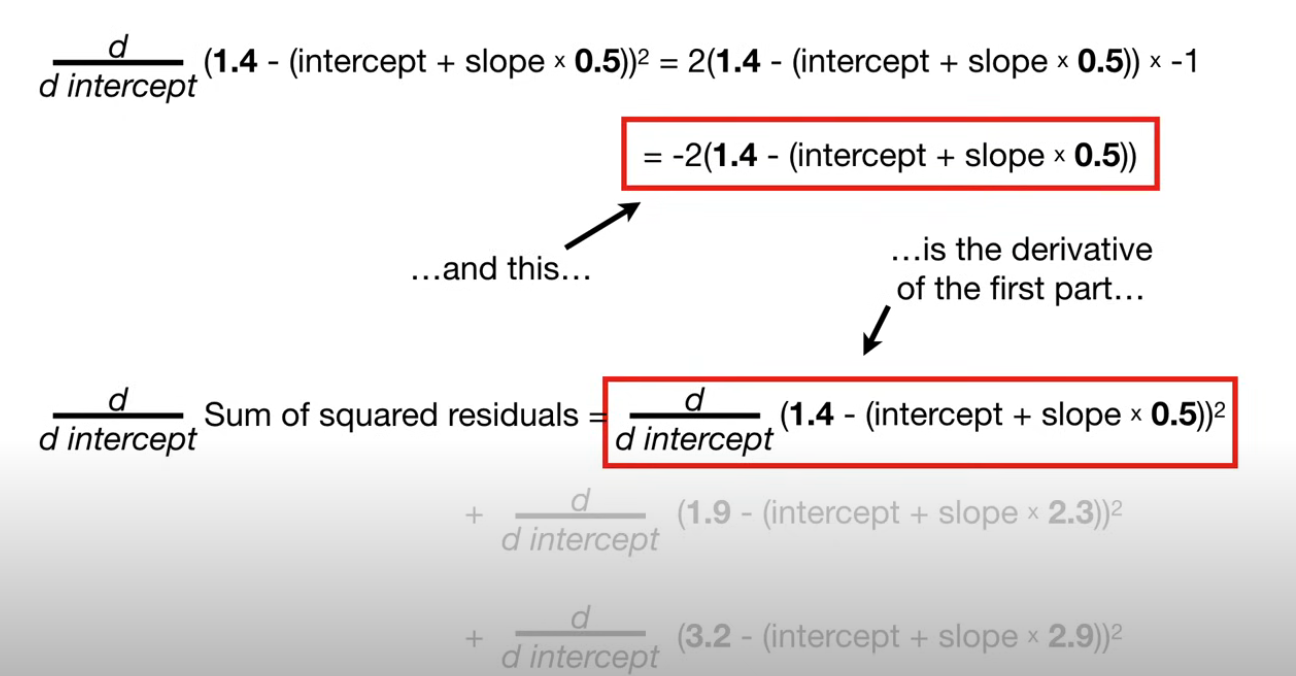 d
d intercept (1.4 - (intercept + slope × 0.5))² = 2(1.4 - (intercept + slope × 0.5)) × -1
= -2(1.4 - (intercept + slope × 0.5))
…and this…
…is the derivative
of the first part…
d
d intercept Sum of squared residuals = d
d intercept (1.4 - (intercept + slope × 0.5))²
+ d
d intercept (1.9 - (intercept + slope × 2.3))²
+ d
d intercept (3.2 - (intercept + slope × 2.9))²